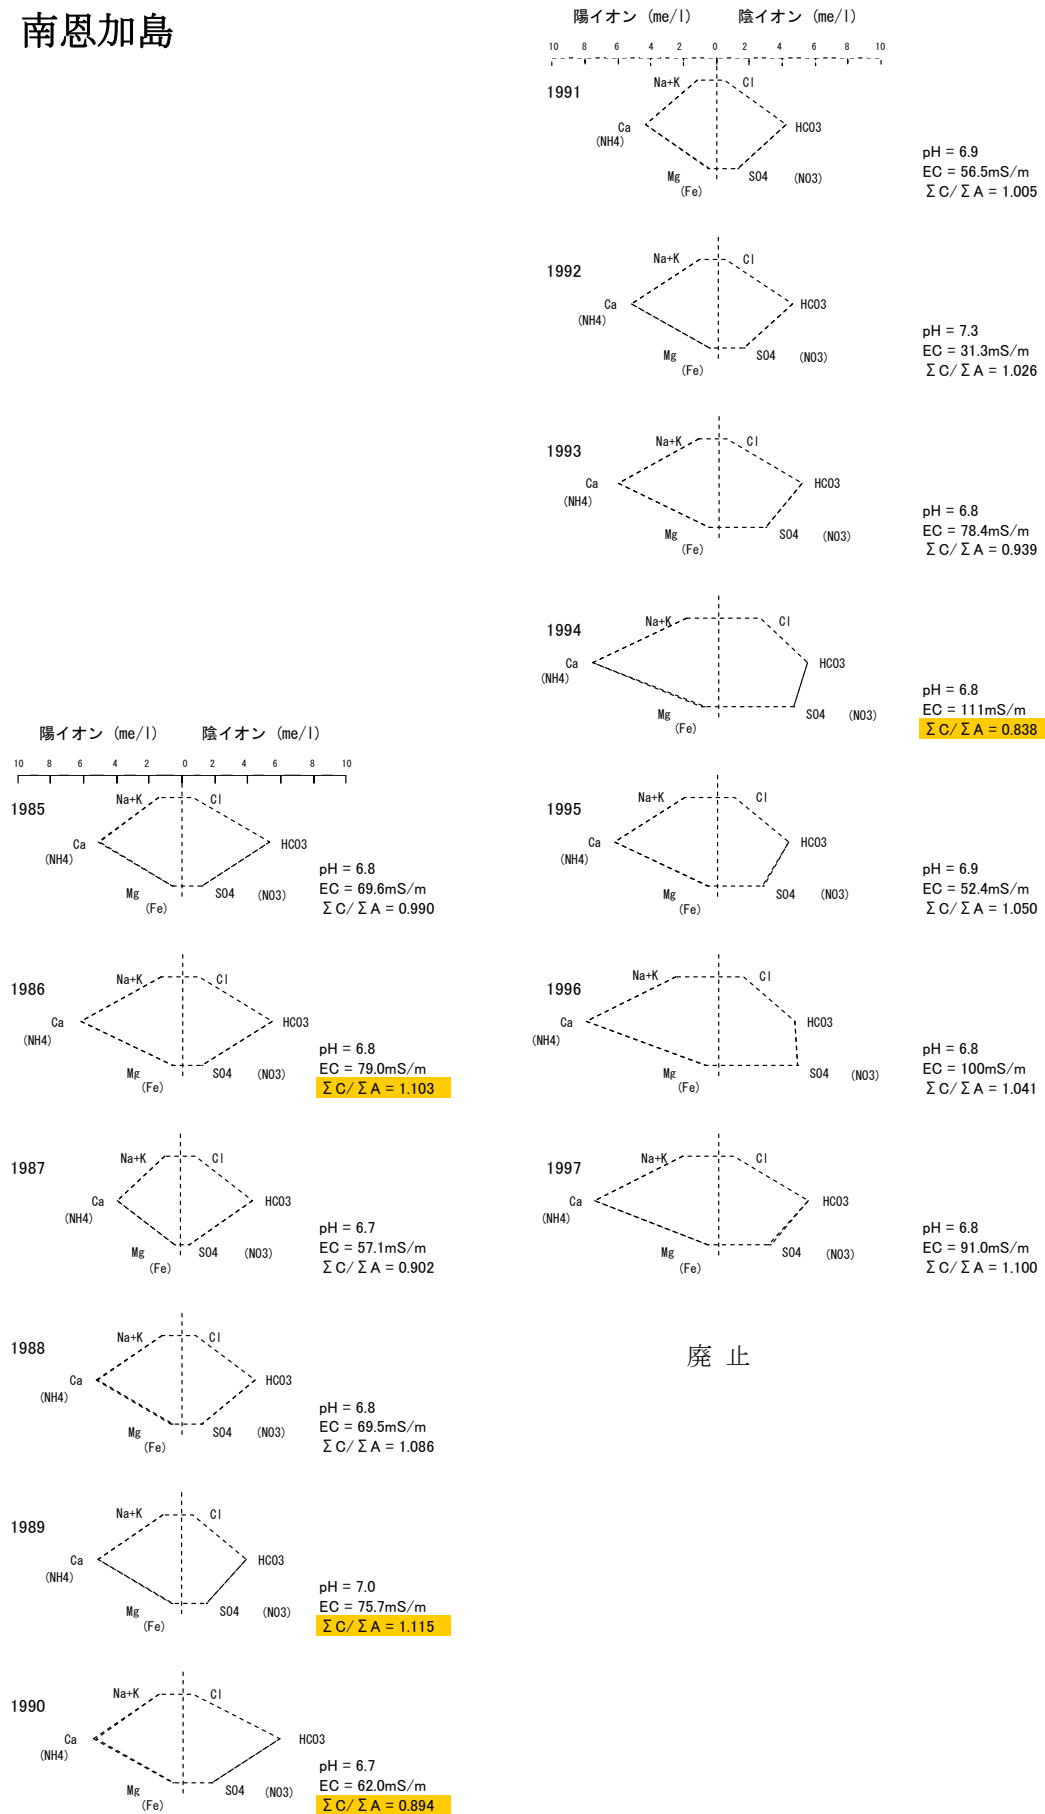 南恩加島
陽イオン (me/l) 陰イオン (me/l)
10 8 6 4 2 0 2 4 6 8 10
1985
Na+K Cl
Ca HCO3
(NH4)
Mg SO4 (NO3)
(Fe)
pH = 6.8
EC = 69.6mS/m
ΣC/ΣA = 0.990
1986
Na+K Cl
Ca HCO3
(NH4)
Mg SO4 (NO3)
(Fe)
pH = 6.8
EC = 79.0mS/m
ΣC/ΣA = 1.103
1987
Na+K Cl
Ca HCO3
(NH4)
Mg SO4 (NO3)
(Fe)
pH = 6.7
EC = 57.1mS/m
ΣC/ΣA = 0.902
1988
Na+K Cl
Ca HCO3
(NH4)
Mg SO4 (NO3)
(Fe)
pH = 6.8
EC = 69.5mS/m
ΣC/ΣA = 1.086
1989
Na+K Cl
Ca HCO3
(NH4)
Mg SO4 (NO3)
(Fe)
pH = 7.0
EC = 75.7mS/m
ΣC/ΣA = 1.115
1990
Na+K Cl
Ca HCO3
(NH4)
Mg SO4 (NO3)
(Fe)
pH = 6.7
EC = 62.0mS/m
ΣC/ΣA = 0.894
陽イオン (me/l) 陰イオン (me/l)
10 8 6 4 2 0 2 4 6 8 10
1991
Na+K Cl
Ca HCO3
(NH4)
Mg SO4 (NO3)
(Fe)
pH = 6.9
EC = 56.5mS/m
ΣC/ΣA = 1.005
1992
Na+K Cl
Ca HCO3
(NH4)
Mg SO4 (NO3)
(Fe)
pH = 7.3
EC = 31.3mS/m
ΣC/ΣA = 1.026
1993
Na+K Cl
Ca HCO3
(NH4)
Mg SO4 (NO3)
(Fe)
pH = 6.8
EC = 78.4mS/m
ΣC/ΣA = 0.939
1994
Na+K Cl
Ca HCO3
(NH4)
Mg SO4 (NO3)
(Fe)
pH = 6.8
EC = 111mS/m
ΣC/ΣA = 0.838
1995
Na+K Cl
Ca HCO3
(NH4)
Mg SO4 (NO3)
(Fe)
pH = 6.9
EC = 52.4mS/m
ΣC/ΣA = 1.050
1996
Na+K Cl
Ca HCO3
(NH4)
Mg SO4 (NO3)
(Fe)
pH = 6.8
EC = 100mS/m
ΣC/ΣA = 1.041
1997
Na+K Cl
Ca HCO3
(NH4)
Mg SO4 (NO3)
(Fe)
pH = 6.8
EC = 91.0mS/m
ΣC/ΣA = 1.100
廃 止